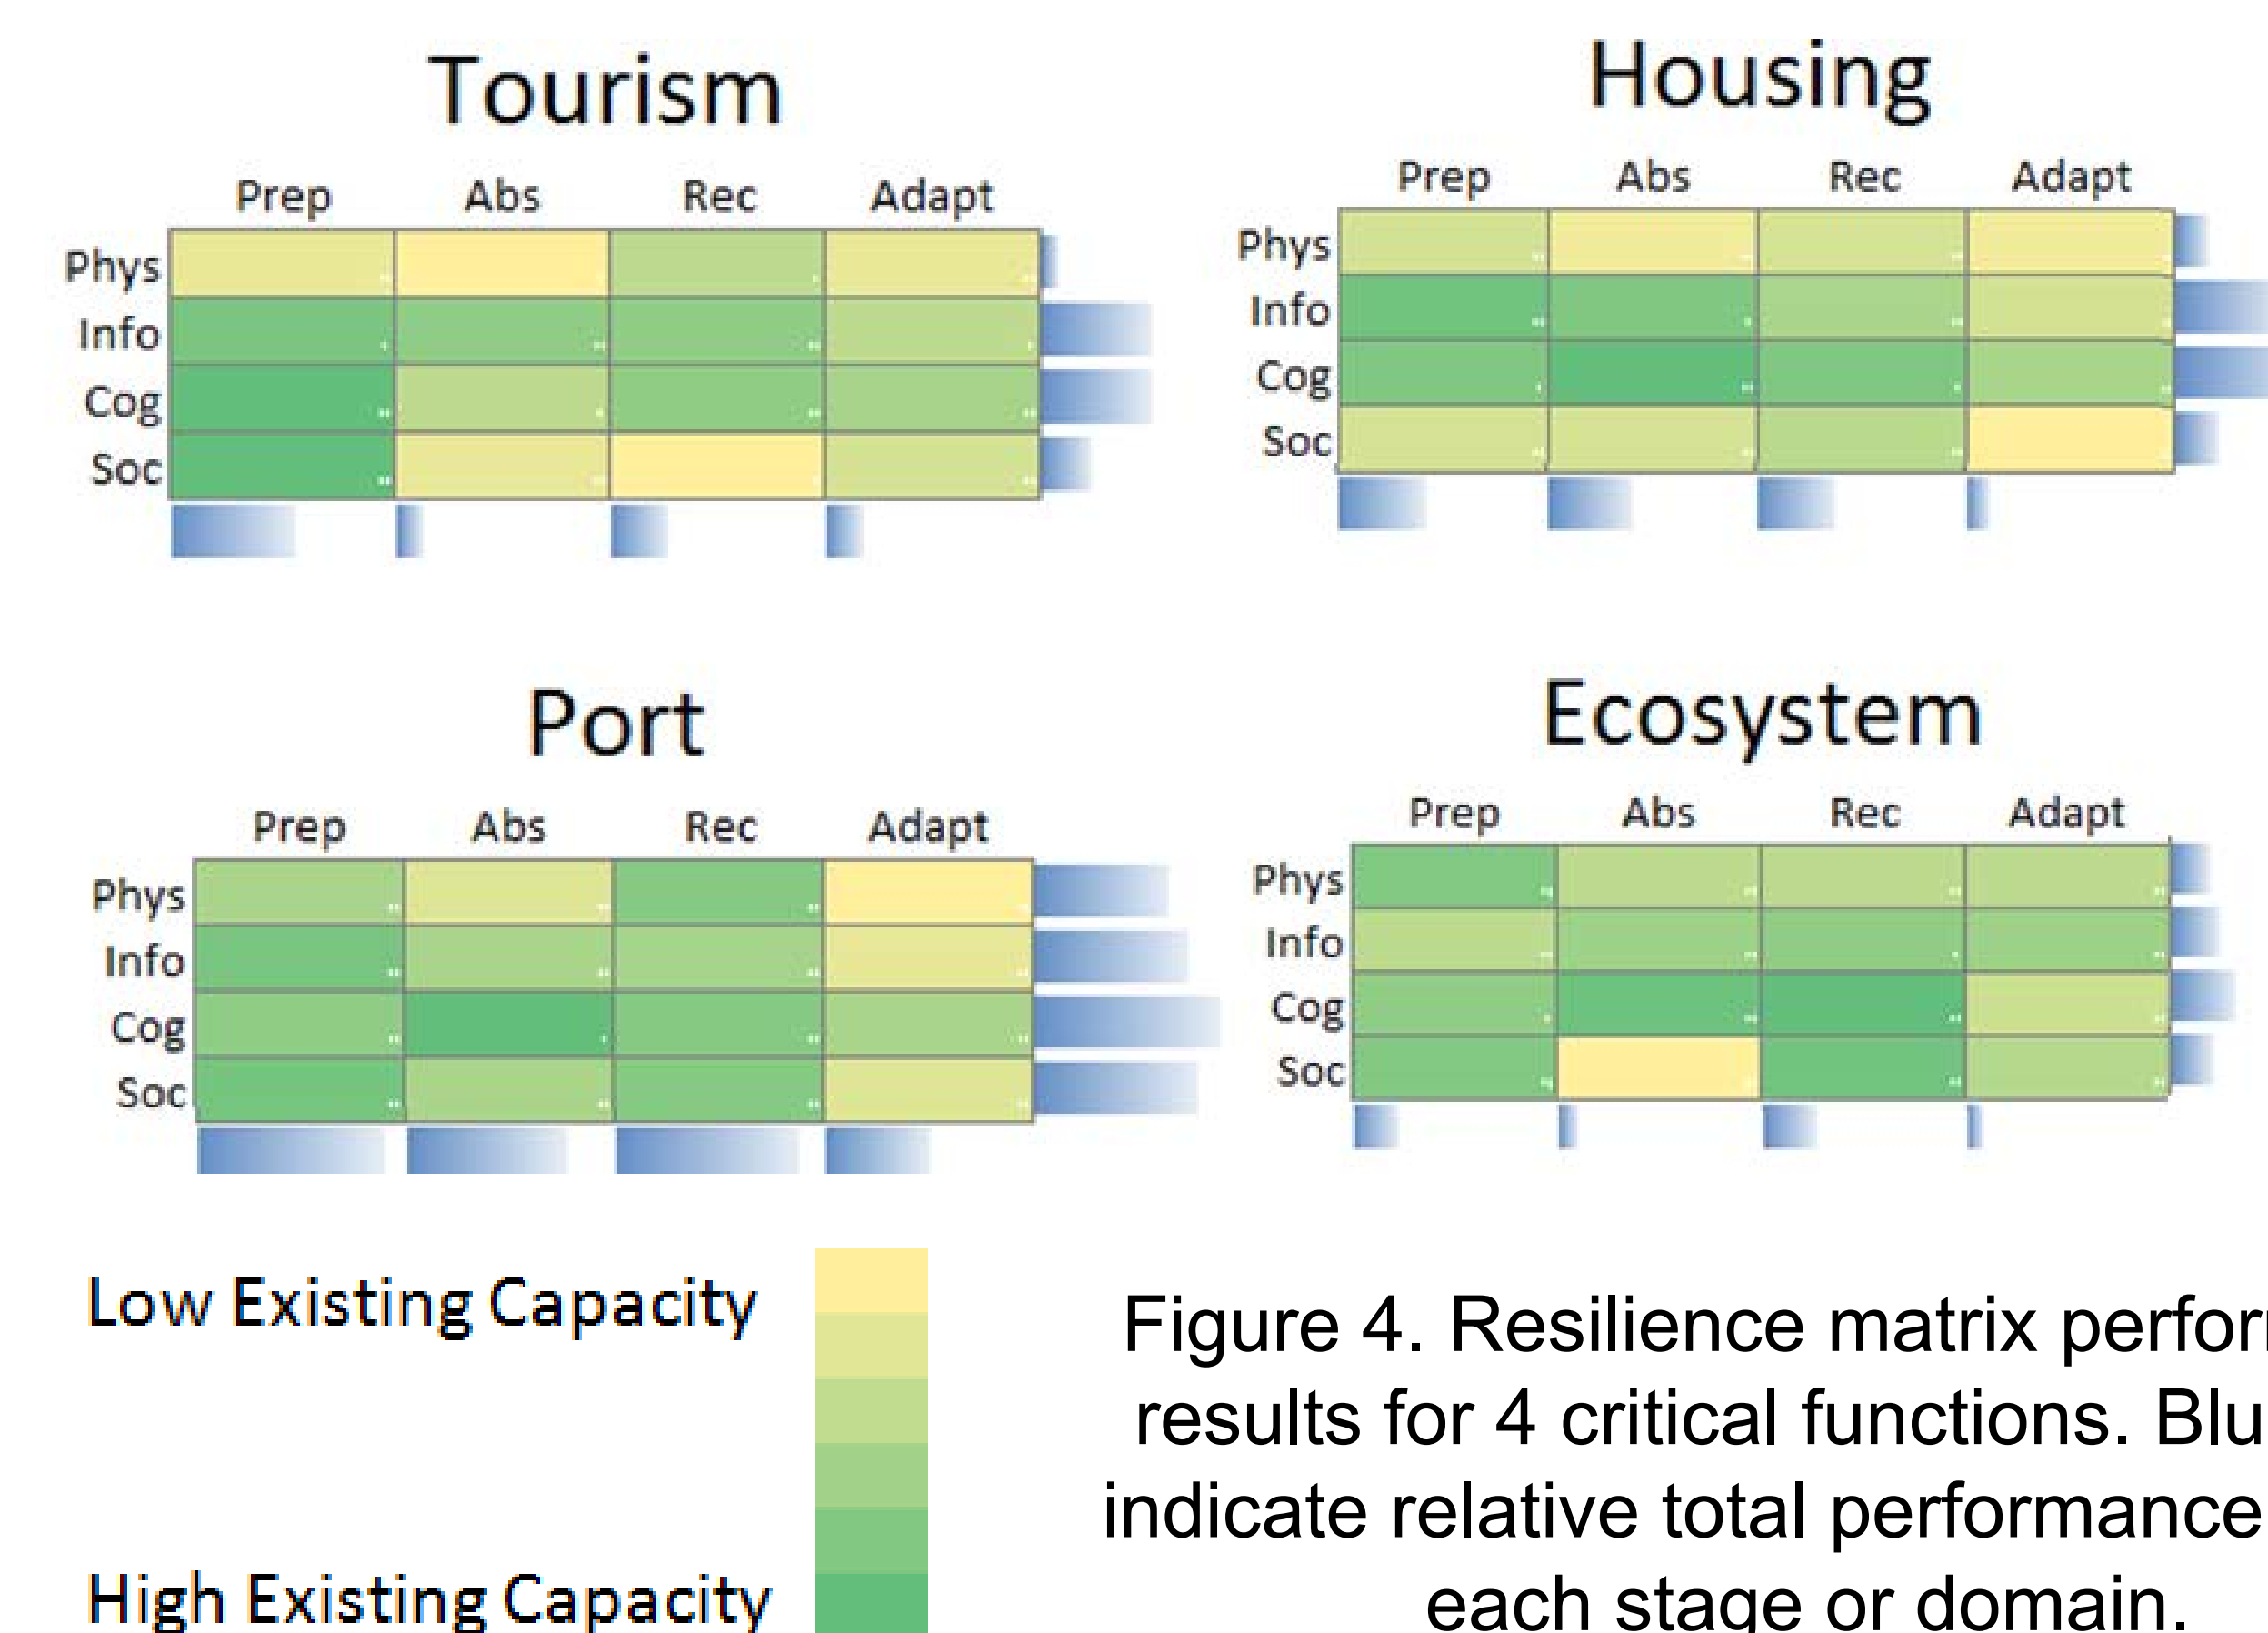 Tourism
Prep Abs Rec Adapt
Phys
Info
Cog
Soc
Housing
Prep Abs Rec Adapt
Phys
Info
Cog
Soc
Port
Prep Abs Rec Adapt
Phys
Info
Cog
Soc
Ecosystem
Prep Abs Rec Adapt
Phys
Info
Cog
Soc
Low Existing Capacity
High Existing Capacity
Figure 4. Resilience matrix
results for 4 critical functions.
indicate relative total performance
each stage or domain.